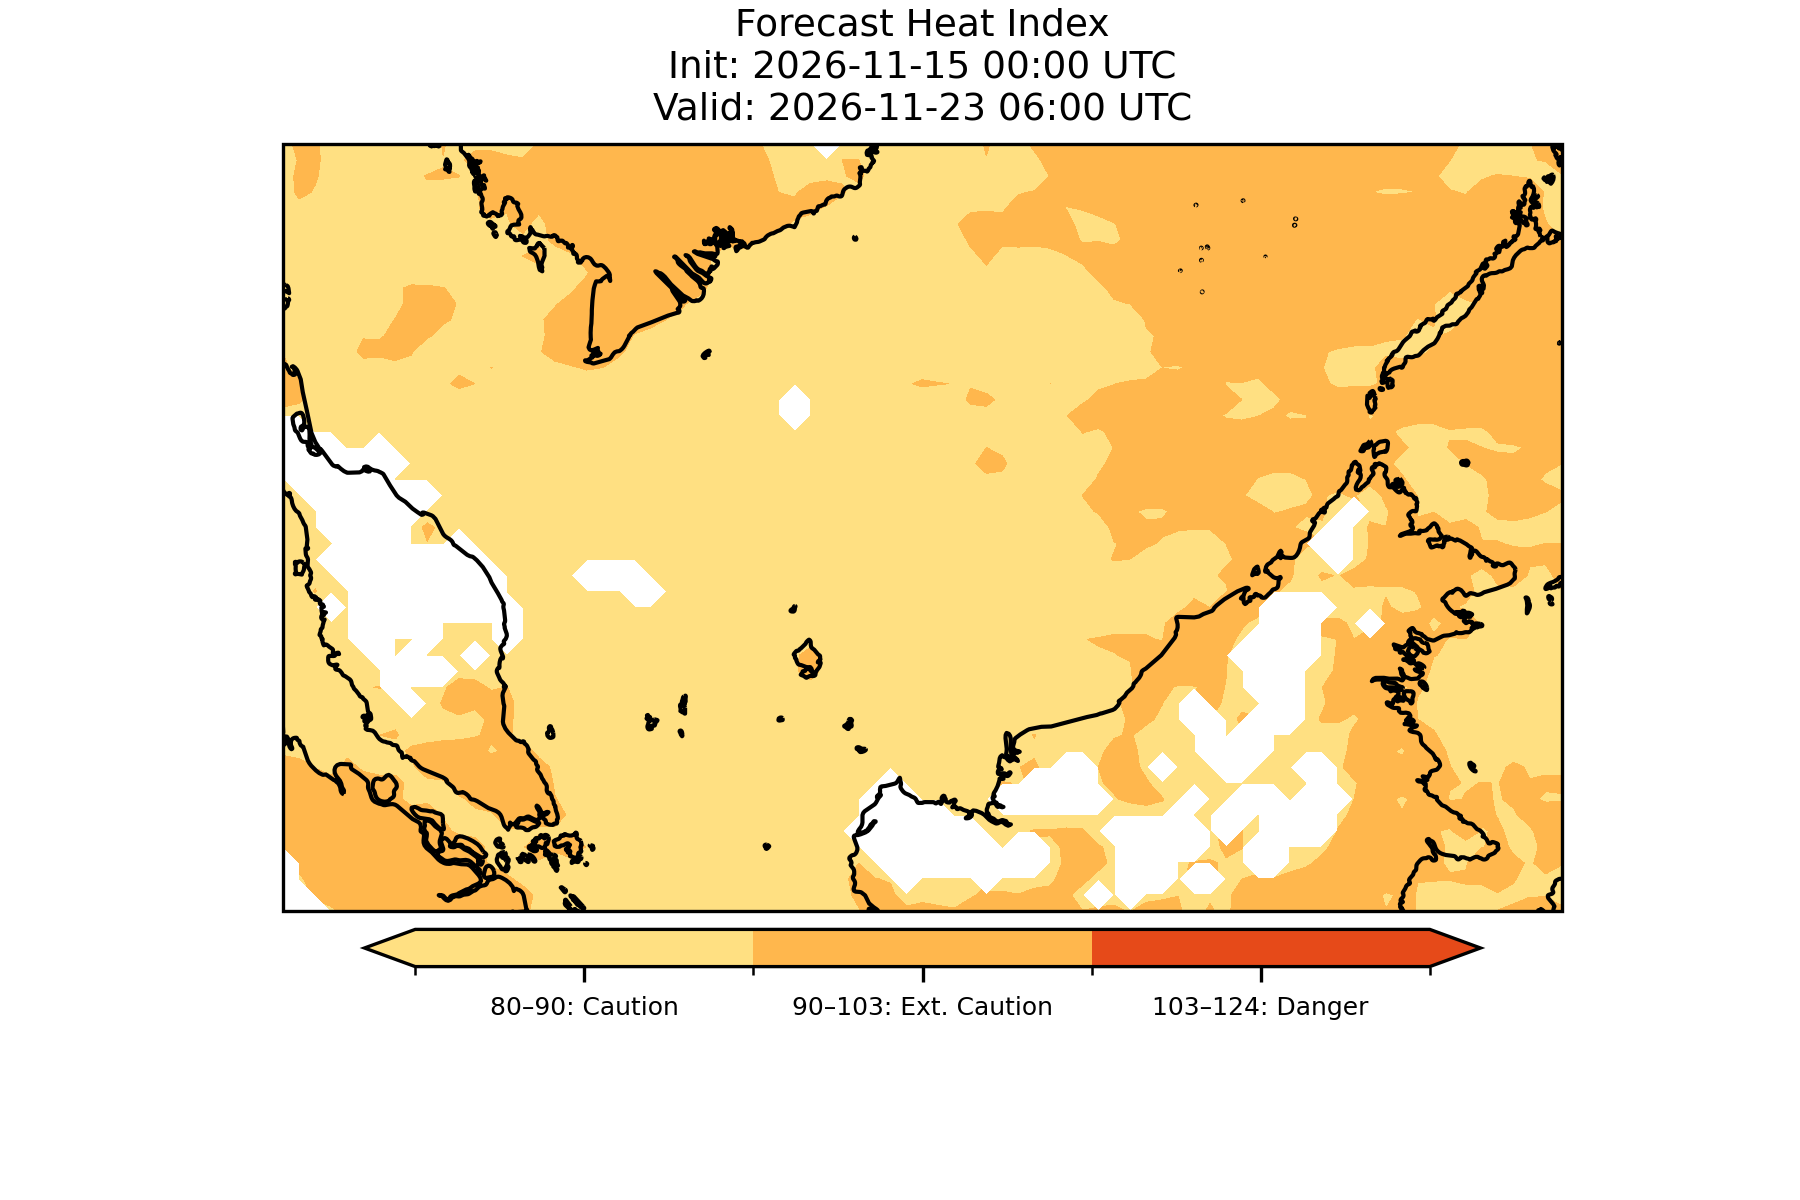 Forecast Heat Index
Init: 2026-11-15 00:00 UTC
Valid: 2026-11-23 06:00 UTC
80–90: Caution
90–103: Ext. Caution
103–124: Danger